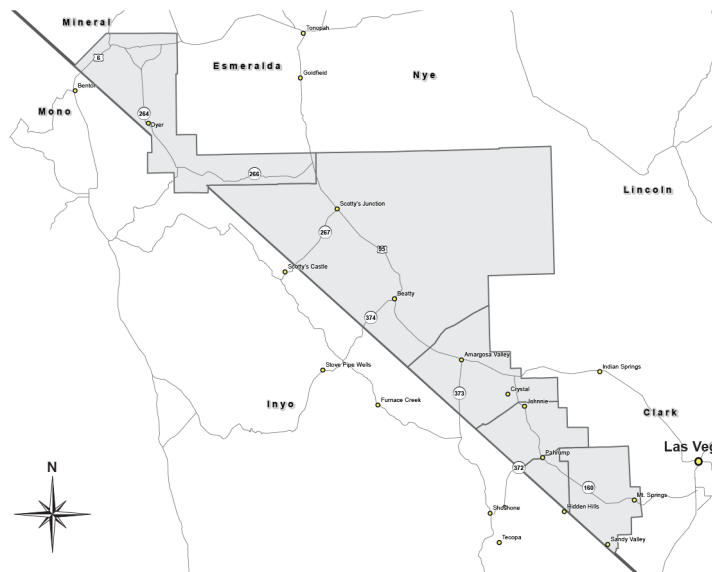 Mineral
Tonopah
6
Esmeralda
Goldfield
Nye
Benton
Mono
264
Dyer
266
Lincoln
Scotty's Junction
267
95
Scotty's Castle
Beatty
374
Amargosa Valley
Stove Pipe Wells
Indian Springs
373
Crystal
Inyo
Furnace Creek
Johnnie
Clark
Las Veg
Pahrump
372
N
160
Mt. Springs
Shoshone
Hidden Hills
Tecopa
Sandy Valley